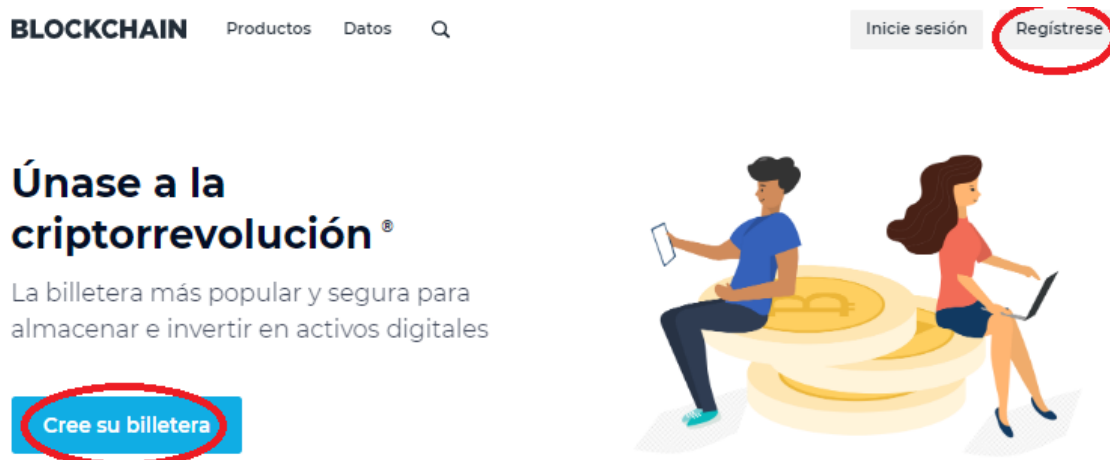 BLOCKCHAIN Productos Datos Inicie sesión Regístrese
Únase a la
criptorrevolución ®
La billetera más popular y segura para
almacenar e invertir en activos digitales
Cree su billetera